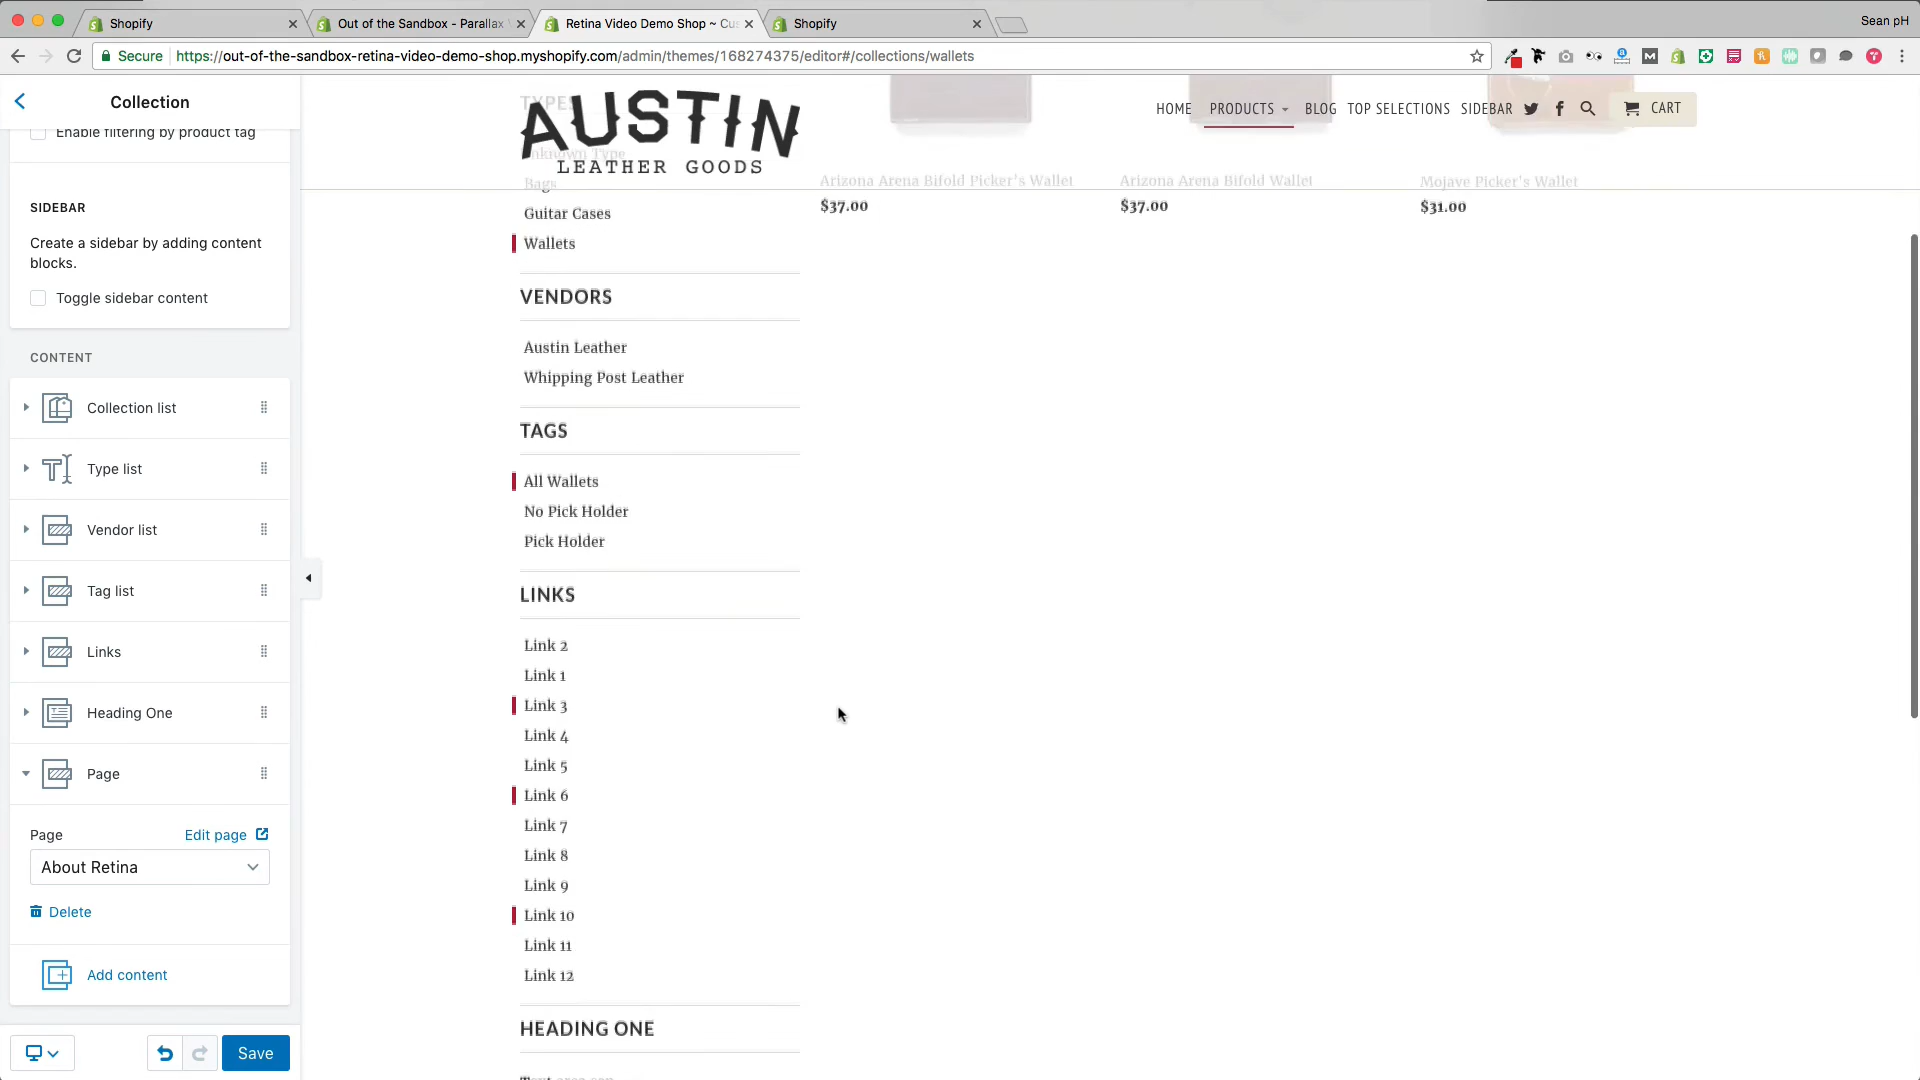 Shopify
Out of the Sandbox - Parallax
Retina Video Demo Shop ~ Cus
Shopify
Sean pH
Secure
https://out-of-the-sandbox-retina-video-demo-shop.myshopify.com/admin/themes/168274375/editor#/collections/wallets
Collection
Enable filtering by product tag
SIDEBAR
Create a sidebar by adding content
blocks.
Toggle sidebar content
CONTENT
Collection list
Type list
Vendor list
Tag list
Links
Heading One
Page
Page
Edit page
About Retina
Delete
Add content
Save
TYPES
AUSTIN
LEATHER GOODS
HOME
PRODUCTS
BLOG
TOP SELECTIONS
SIDEBAR
CART
Unknown Type
Bags
Guitar Cases
Wallets
Arizona Arena Bifold Picker's Wallet
$37.00
Arizona Arena Bifold Wallet
$37.00
Mojave Picker's Wallet
$31.00
VENDORS
Austin Leather
Whipping Post Leather
TAGS
All Wallets
No Pick Holder
Pick Holder
LINKS
Link 2
Link 1
Link 3
Link 4
Link 5
Link 6
Link 7
Link 8
Link 9
Link 10
Link 11
Link 12
HEADING ONE